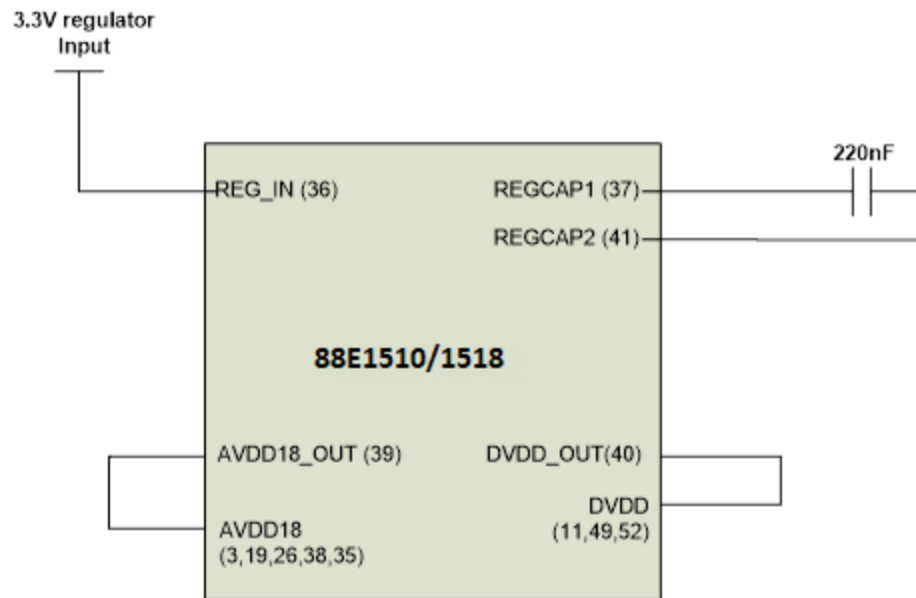 3.3V regulator
Input
220nF
REG_IN (36)
REGCAP1 (37)
REGCAP2 (41)
88E1510/1518
AVDD18_OUT (39)
DVDD_OUT(40)
AVDD18
(3,19,26,38,35)
DVDD
(11,49,52)